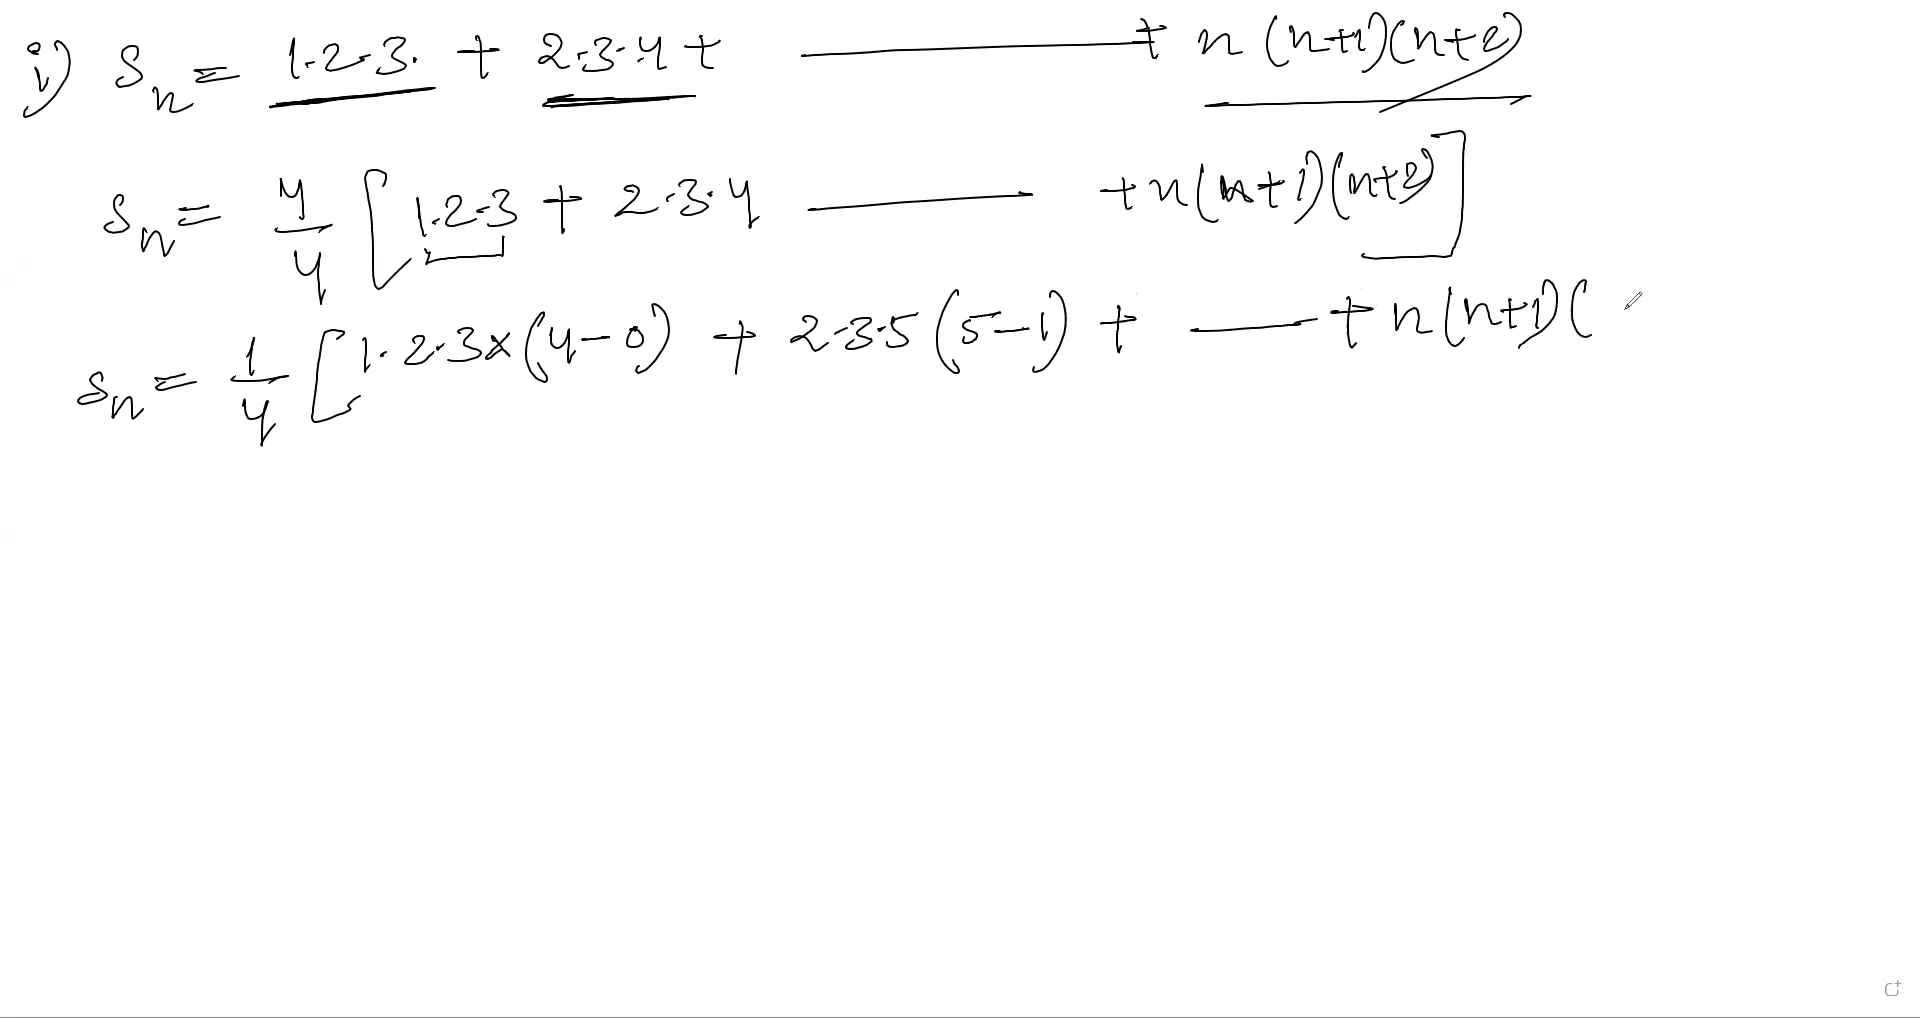 i) Sn = 1·2·3· + 2·3·4 + ——— + n (n+1)(n+2)
Sn = 4/4 [1·2·3 + 2·3·4 ——— + n(n+1)(n+2)]
Sn = 1/4 [1·2·3×(4-0) + 2·3·5 (5-1) + ——— + n(n+1)(